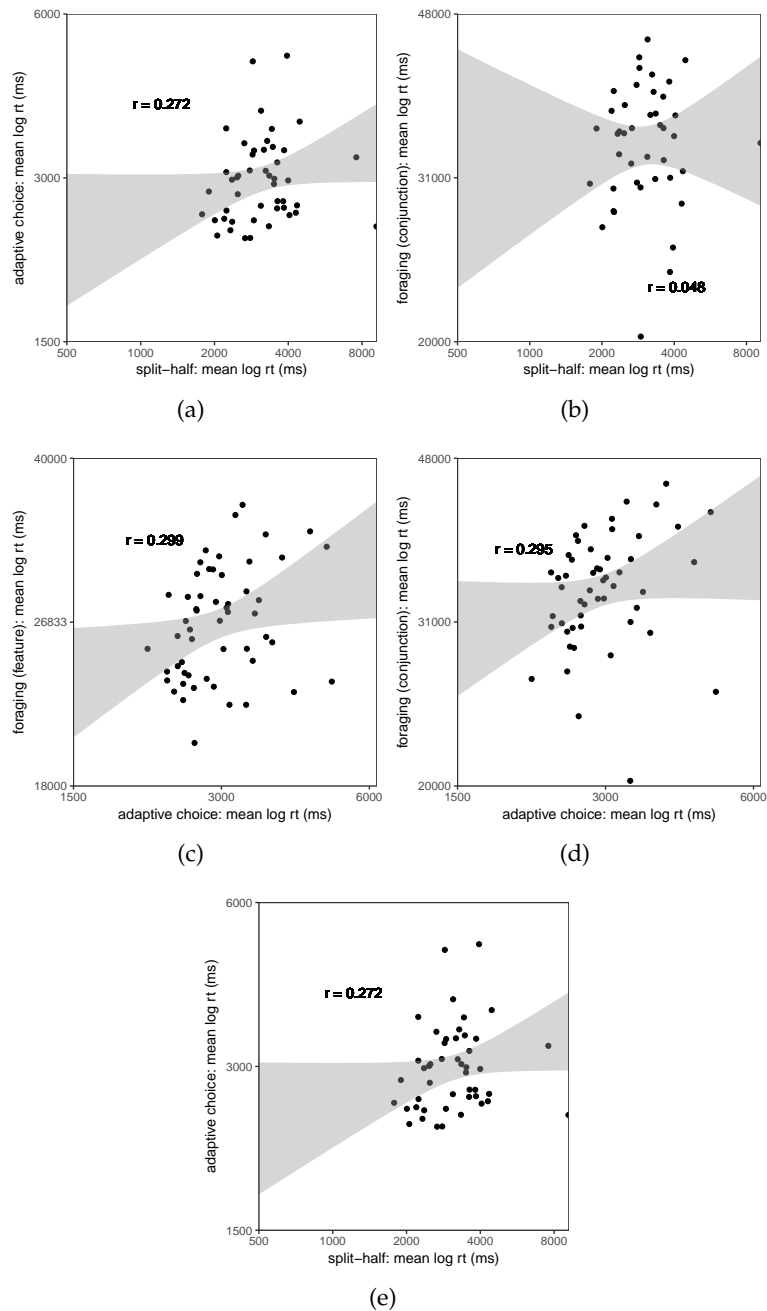 6000
3000
1500
adaptive choice: mean log rt (ms)
r = 0.272
500
1000
2000
4000
8000
split−half: mean log rt (ms)
(a)
48000
31000
20000
foraging (conjunction): mean log rt (ms)
r = 0.048
500
1000
2000
4000
8000
split−half: mean log rt (ms)
(b)
40000
26833
18000
foraging (feature): mean log rt (ms)
r = 0.299
1500
3000
6000
adaptive choice: mean log rt (ms)
(c)
48000
31000
20000
foraging (conjunction): mean log rt (ms)
r = 0.295
1500
3000
6000
adaptive choice: mean log rt (ms)
(d)
6000
3000
1500
adaptive choice: mean log rt (ms)
r = 0.272
500
1000
2000
4000
8000
split−half: mean log rt (ms)
(e)